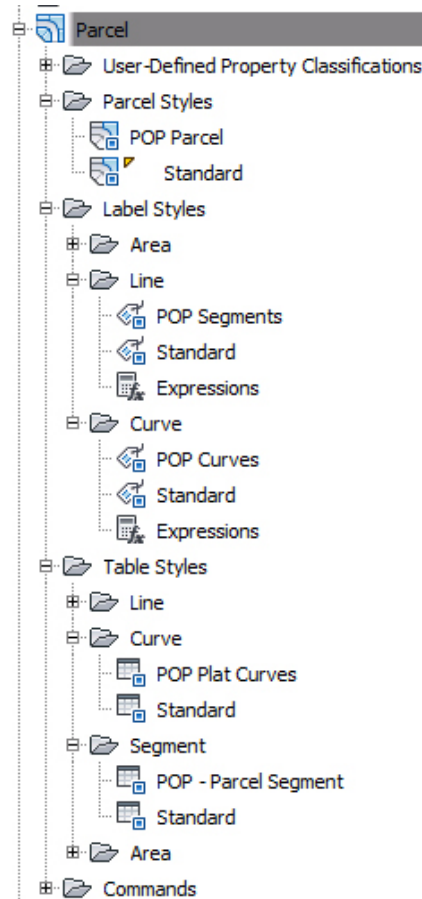 Parcel
User-Defined Property Classifications
Parcel Styles
POP Parcel
Standard
Label Styles
Area
Line
POP Segments
Standard
Expressions
Curve
POP Curves
Standard
Expressions
Table Styles
Line
Curve
POP Plat Curves
Standard
Segment
POP - Parcel Segment
Standard
Area
Commands